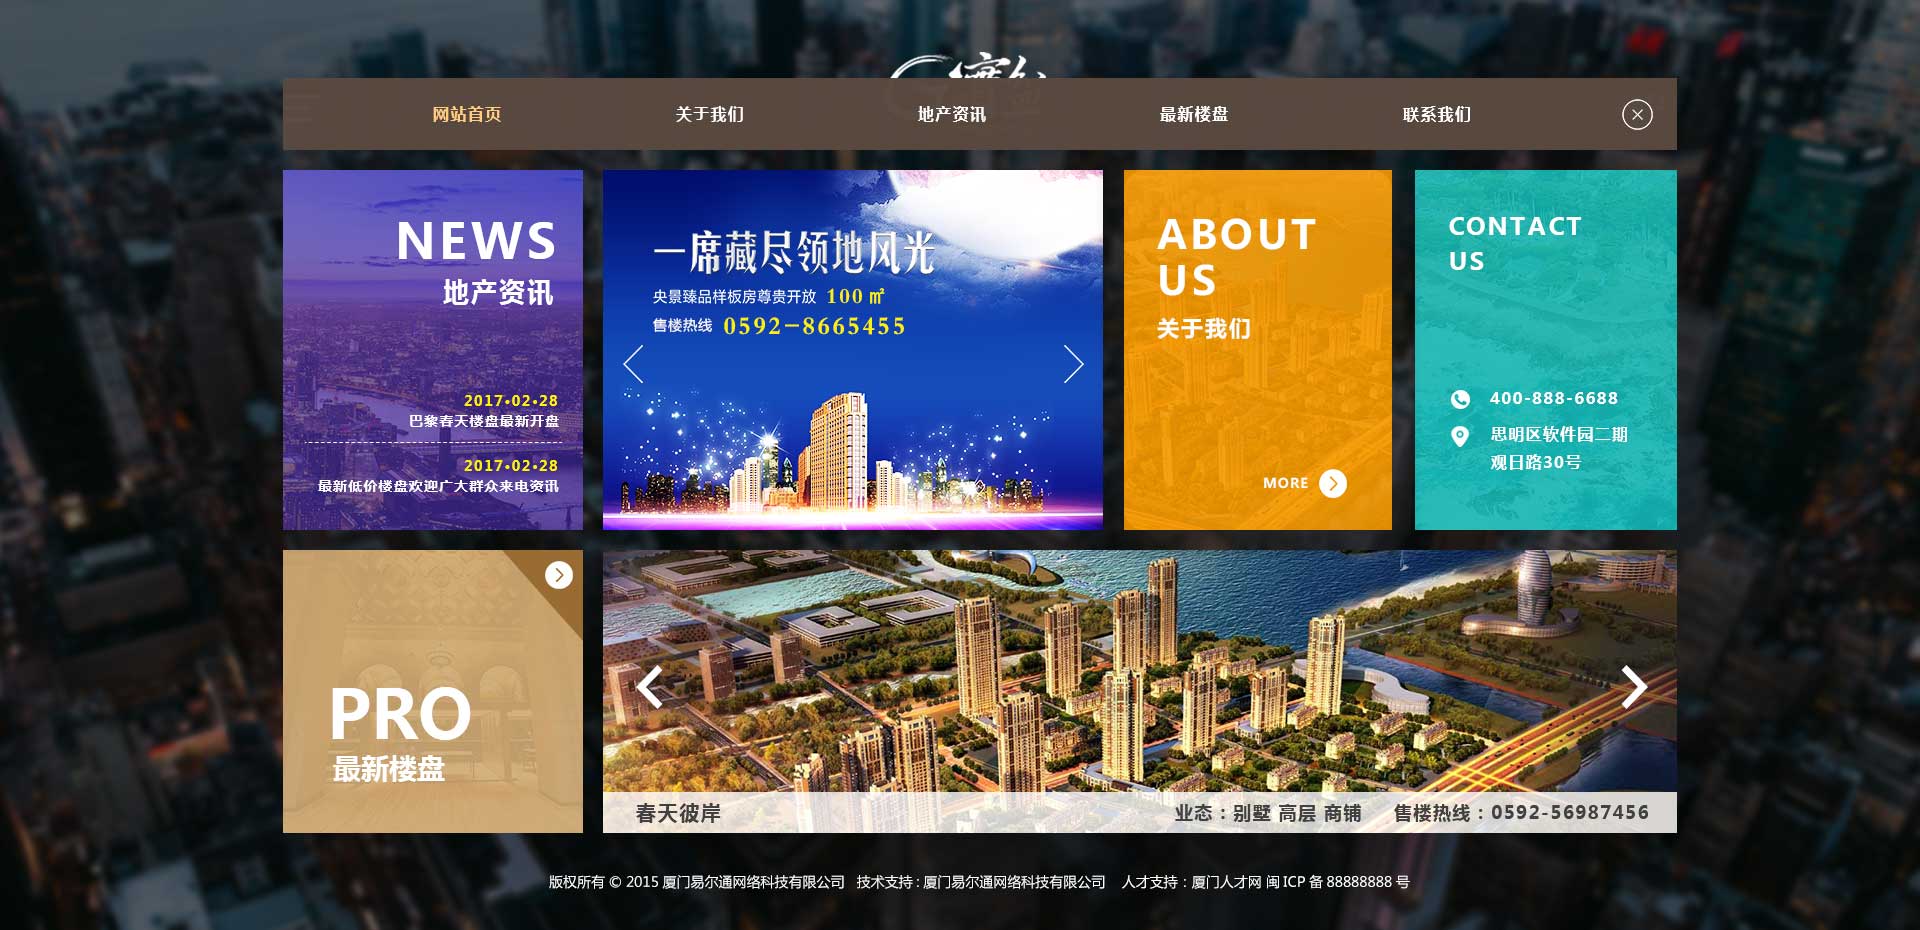 网站首页
关于我们
地产资讯
最新楼盘
联系我们
NEWS
地产资讯
2017•02•28
巴黎春天楼盘最新开盘
2017•02•28
最新低价楼盘欢迎广大群众来电资讯
一席藏尽领地风光
央景臻品样板房尊贵开放 100 ㎡
售楼热线 0592-8665455
ABOUT
US
关于我们
MORE
CONTACT
US
400-888-6688
思明区软件园二期
观日路30号
PRO
最新楼盘
春天彼岸
业态：别墅 高层 商铺 售楼热线：0592-56987456
版权所有 © 2015 厦门易尔通网络科技有限公司 技术支持 : 厦门易尔通网络科技有限公司 人才支持：厦门人才网 闽 ICP 备 88888888 号